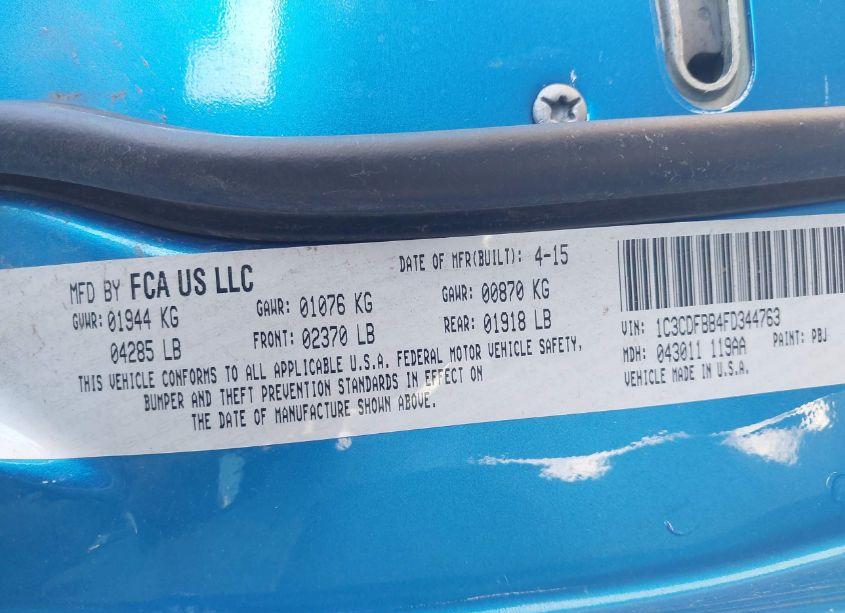 MFD BY FCA US LLC
DATE OF MFR(BUILT): 4-15
GVWR: 01944 KG
GAWR: 01076 KG
GAWR: 00870 KG
04285 LB
FRONT: 02370 LB
REAR: 01918 LB
THIS VEHICLE CONFORMS TO ALL APPLICABLE U.S.A. FEDERAL MOTOR VEHICLE SAFETY,
BUMPER AND THEFT PREVENTION STANDARDS IN EFFECT ON
THE DATE OF MANUFACTURE SHOWN ABOVE.
VIN: 1C3CDFBB4FD344763
MDH: 043011 119AA PAINT: PBJ
VEHICLE MADE IN U.S.A.